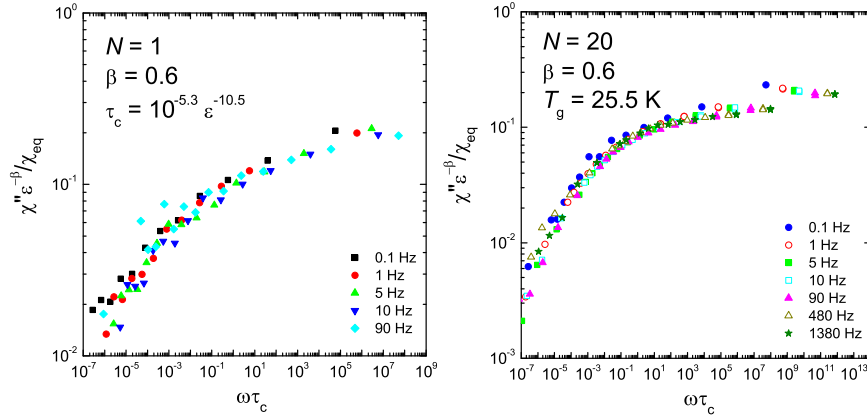 N = 1
β = 0.6
τc = 10^-5.3 ε^-10.5
χ"ε^-β/χeq
10^0
10^-1
10^-2
0.1 Hz
1 Hz
5 Hz
10 Hz
90 Hz
10^-7 10^-5 10^-3 10^-1 10^1 10^3 10^5 10^7 10^9
ωτc
N = 20
β = 0.6
Tg = 25.5 K
χ"ε^-β/χeq
10^0
10^-1
10^-2
10^-3
0.1 Hz
1 Hz
5 Hz
10 Hz
90 Hz
480 Hz
1380 Hz
10^-7 10^-5 10^-3 10^-1 10^1 10^3 10^5 10^7 10^9 10^11 10^13
ωτc